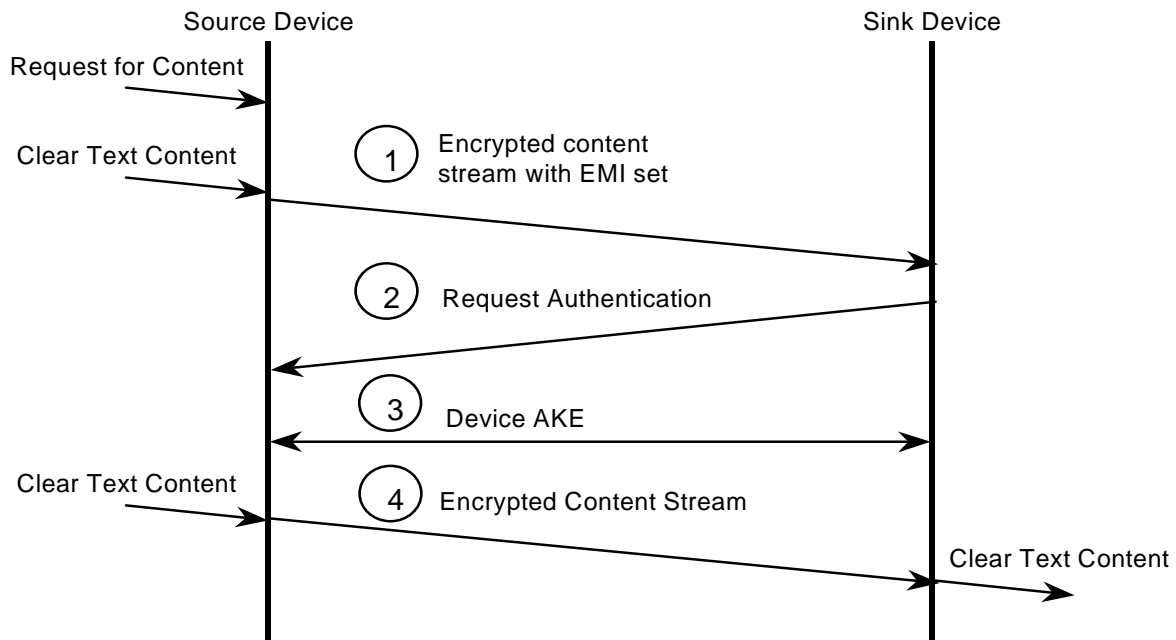 Source Device
Sink Device
Request for Content
Clear Text Content
1
Encrypted content
stream with EMI set
2
Request Authentication
3
Device AKE
Clear Text Content
4
Encrypted Content Stream
Clear Text Content